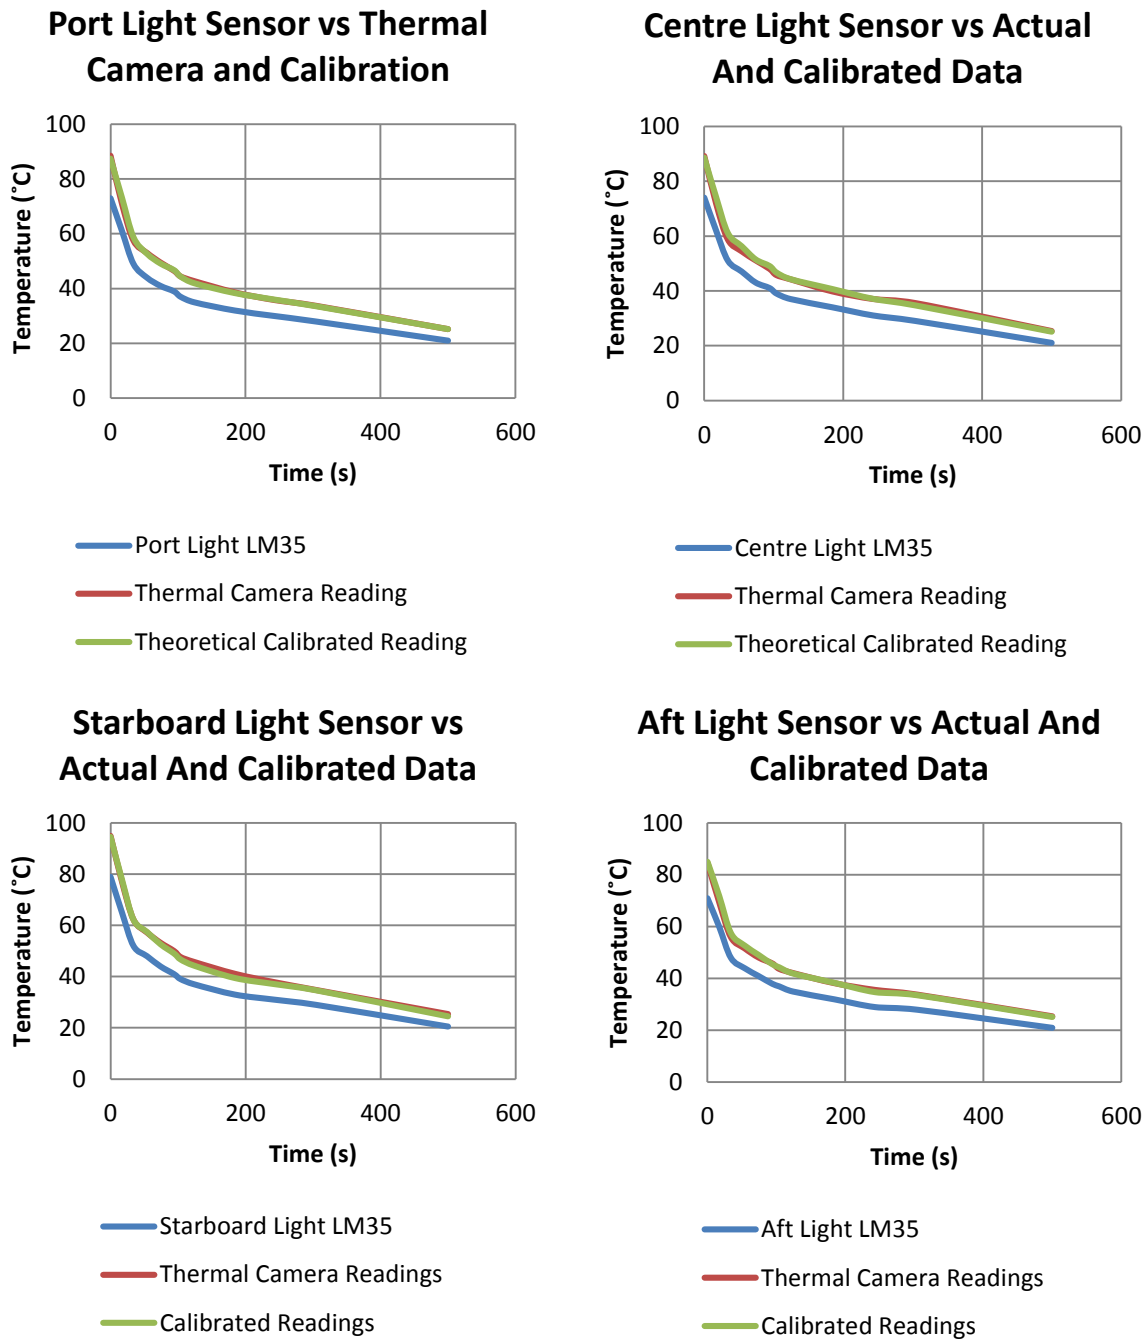 Port Light Sensor vs Thermal
Camera and Calibration
100
80
60
40
20
0
Temperature (˚C)
0 200 400 600
Time (s)
Port Light LM35
Thermal Camera Reading
Theoretical Calibrated Reading
Centre Light Sensor vs Actual
And Calibrated Data
100
80
60
40
20
0
Temperature (˚C)
0 200 400 600
Time (s)
Centre Light LM35
Thermal Camera Reading
Theoretical Calibrated Reading
Starboard Light Sensor vs
Actual And Calibrated Data
100
80
60
40
20
0
Temperature (˚C)
0 200 400 600
Time (s)
Starboard Light LM35
Thermal Camera Readings
Calibrated Readings
Aft Light Sensor vs Actual And
Calibrated Data
100
80
60
40
20
0
Temperature (˚C)
0 200 400 600
Time (s)
Aft Light LM35
Thermal Camera Readings
Calibrated Readings